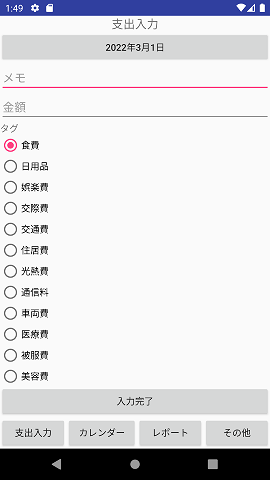 1:49
支出入力
2022年3月1日
メモ
金額
タグ
食費
日用品
娯楽費
交際費
交通費
住居費
光熱費
通信料
車両費
医療費
被服費
美容費
入力完了
支出入力 カレンダー レポート その他